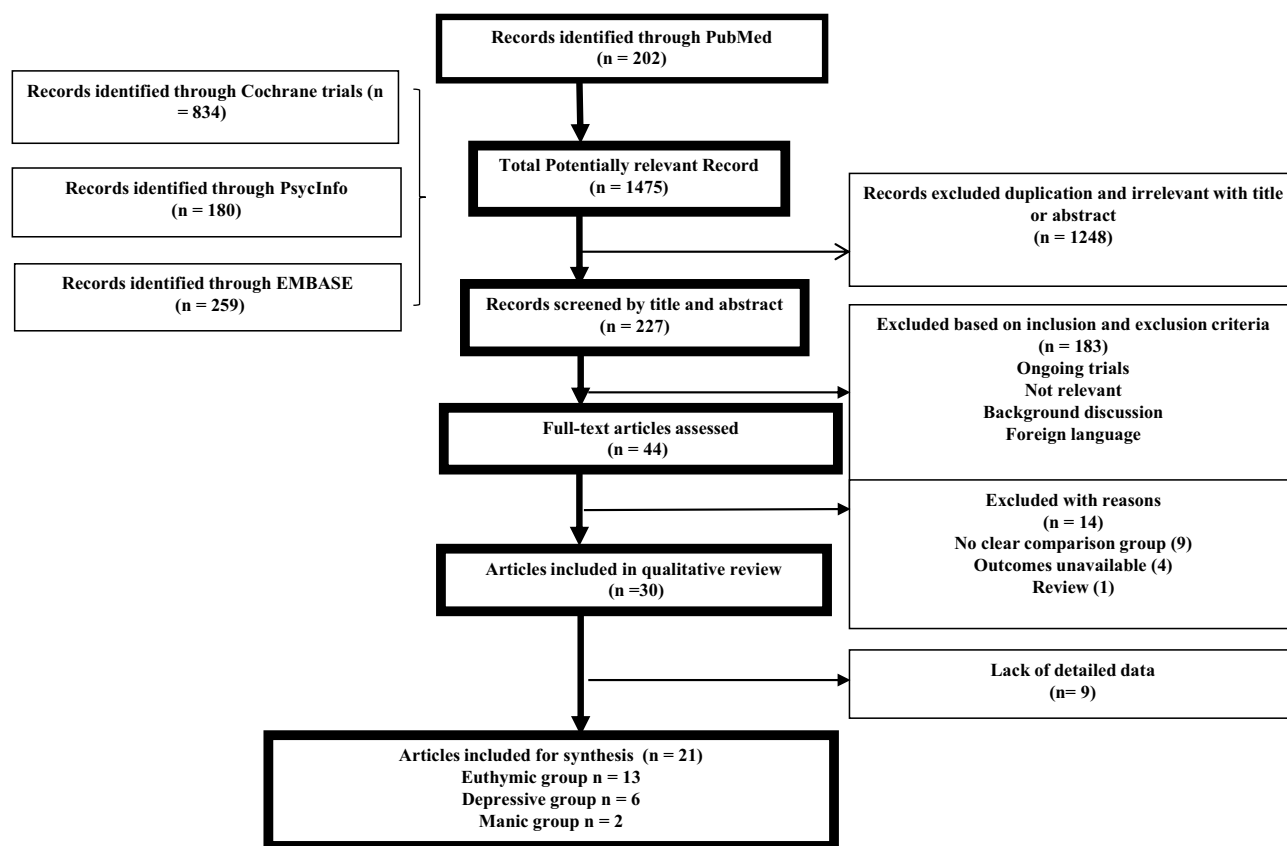 Records identified through PubMed
(n = 202)
Records identified through Cochrane trials (n
= 834)
Records identified through PsycInfo
(n = 180)
Records identified through EMBASE
(n = 259)
Total Potentially relevant Record
n = 1475)
Records excluded duplication and irrelevant with title
or abstract
(n = 1248)
Records screened by title and abstract
(n = 227)
Excluded based on inclusion and exclusion criteria
(n = 183)
Ongoing trials
Not relevant
Background discussion
Foreign language
Full-text articles assessed
(n = 44)
Excluded with reasons
(n = 14)
No clear comparison group (9)
Outcomes unavailable (4)
Review (1)
Articles included in qualitative review
(n =30)
Lack of detailed data
(n= 9)
Articles included for synthesis (n = 21)
Euthymic group n = 13
Depressive group n = 6
Manic group n = 2